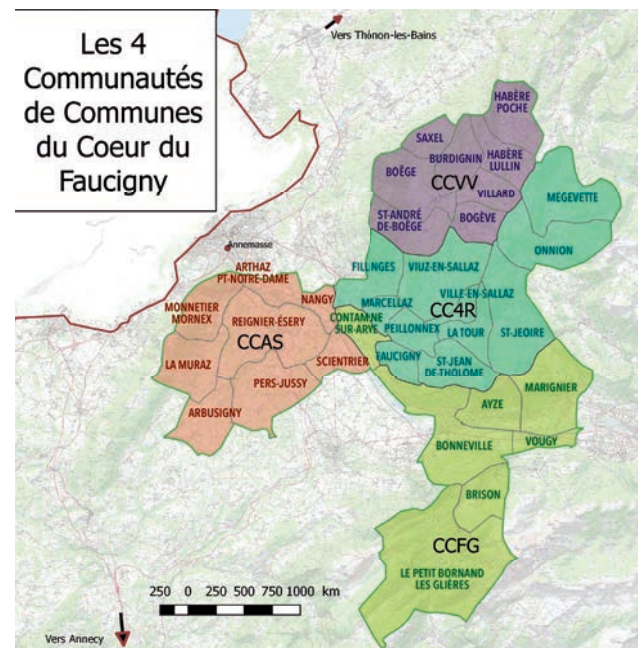 Les 4
Communautés
de Communes
du Coeur du
Faucigny
Vers Thônon-les-Bains
HABÈRE
POCHE
SAXEL
BURDIGNIN
HABÈRE
LULLIN
BOËGE
CCVV
VILLARD
MEGEVETTE
ST-ANDRÉ
DE-BOËGE
BOGÈVE
ONNION
Annemasse
ARTHAZ
PT-NOTRE-DAME
FILLINGES
VIUZ-EN-SALLAZ
NANGY
MARCELLAZ
VILLE-EN-SALLAZ
MONNETIER
MORNEX
REIGNIER-ÉSERY
CONTAMINE
SUR-ARVE
CC4R
PEILLONNEX
LA TOUR
ST-JEOIRE
CCAS
LA MURAZ
SCIENTRIER
FAUCIGNY
ST-JEAN
DE-THOLOME
PERS-JUSSY
MARIGNIER
ARBUSIGNY
AYZE
BONNEVILLE
VOUGY
BRISON
CCFG
LE PETIT BORNAND
LES GLIÈRES
250 0 250 500 750 1000 km
Vers Annecy